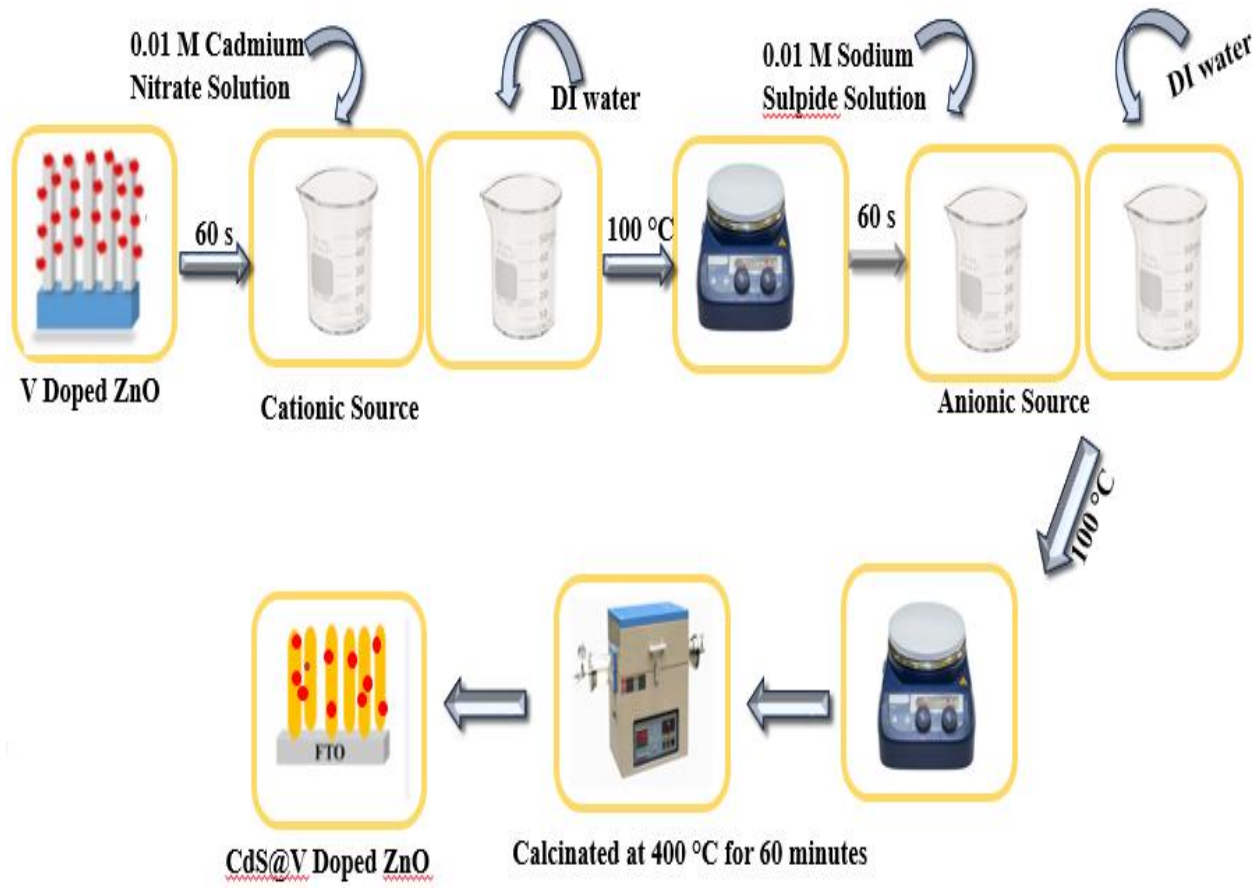 0.01 M Cadmium
Nitrate Solution
DI water
0.01 M Sodium
Sulpide Solution
DI water
60 s
100 °C
60 s
V Doped ZnO
Cationic Source
Anionic Source
100 °C
FTO
CdS@V Doped ZnO
Calcinated at 400 °C for 60 minutes